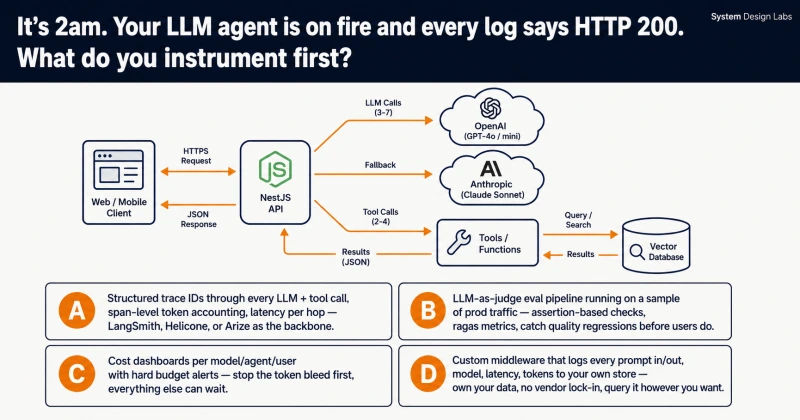 It's 2am. Your LLM agent is on fire and every log says HTTP 200.
What do you instrument first?
System Design Labs
LLM Calls
(3-7)
OpenAI
(GPT-4o / mini)
HTTPS
Request
Fallback
JS
NestJS
API
Web / Mobile
Client
JSON
Response
Anthropic
(Claude Sonnet)
Tool Calls
(2-4)
Tools /
Functions
Query /
Search
Results
Vector
Database
Results
(JSON)
A
Structured trace IDs through every LLM + tool call,
span-level token accounting, latency per hop —
LangSmith, Helicone, or Arize as the backbone.
B
LLM-as-judge eval pipeline running on a sample
of prod traffic — assertion-based checks,
ragas metrics, catch quality regressions before users do.
C
Cost dashboards per model/agent/user
with hard budget alerts — stop the token bleed first,
everything else can wait.
D
Custom middleware that logs every prompt in/out,
model, latency, tokens to your own store —
own your data, no vendor lock-in, query it however you want.